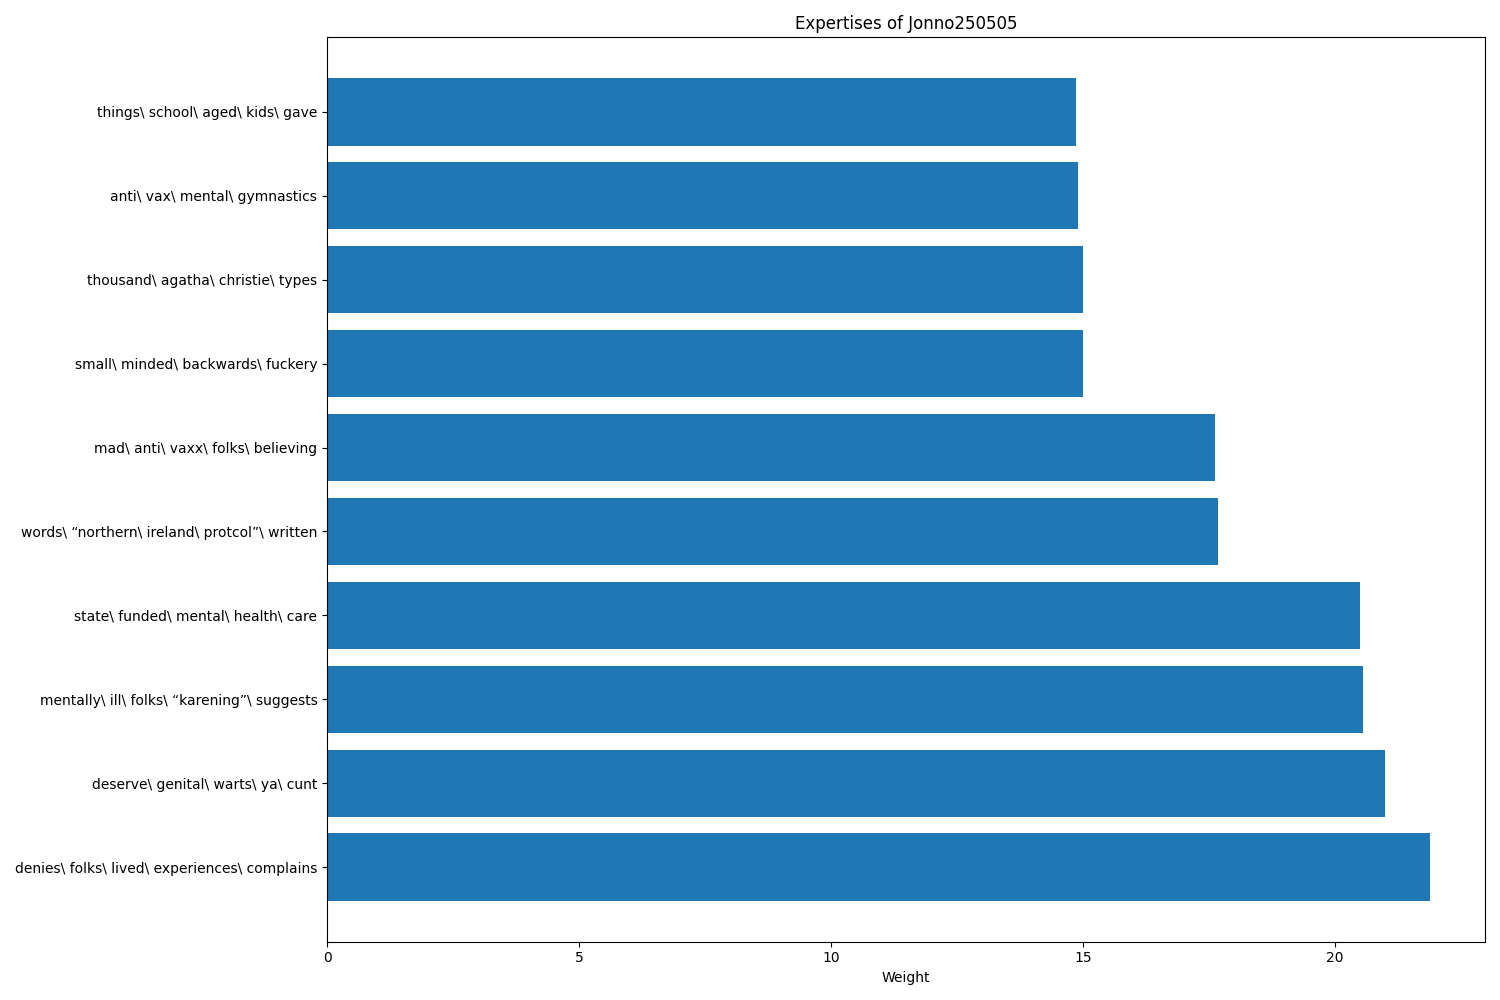 Expertises of Jonno250505
things\ school\ aged\ kids\ gave
anti\ vax\ mental\ gymnastics
thousand\ agatha\ christie\ types
small\ minded\ backwards\ fuckery
mad\ anti\ vaxx\ folks\ believing
words\ “northern\ ireland\ protcol”\ written
state\ funded\ mental\ health\ care
mentally\ ill\ folks\ “karening”\ suggests
deserve\ genital\ warts\ ya\ cunt
denies\ folks\ lived\ experiences\ complains
0 5 10 15 20
Weight